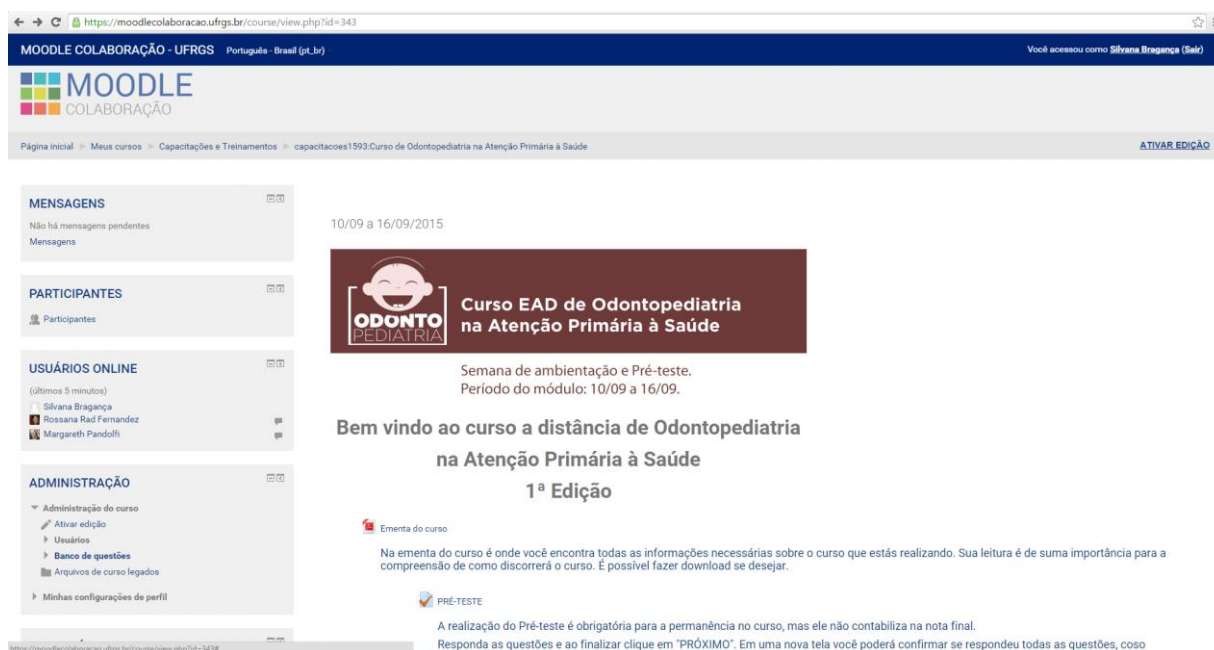 https://moodlecolaboracao.ufrgs.br/course/view.php?id=343
MOODLE COLABORAÇÃO - UFRGS Português - Brasil (pt_br)
Você acessou como Silvana Bragança (Sair)
MOODLE
COLABORAÇÃO
Página inicial ► Meus cursos ► Capacitações e Treinamentos ► capacitacoes1593:Curso de Odontopediatria na Atenção Primária à Saúde
ATIVAR EDIÇÃO
MENSAGENS
Não há mensagens pendentes
Mensagens
PARTICIPANTES
Participantes
USUÁRIOS ONLINE
(últimos 5 minutos)
Silvana Bragança
Rossana Rad Fernandez
Margareth Pandolfi
ADMINISTRAÇÃO
Administração do curso
Ativar edição
Usuários
Banco de questões
Arquivos de curso legados
Minhas configurações de perfil
https://moodlecolaboracao.ufrgs.br/course/view.php?id=343#
10/09 a 16/09/2015
ODONTO
PEDIATRIA
Curso EAD de Odontopediatria
na Atenção Primária à Saúde
Semana de ambientação e Pré-teste.
Período do módulo: 10/09 a 16/09.
Bem vindo ao curso a distância de Odontopediatria
na Atenção Primária à Saúde
1ª Edição
Ementa do curso
Na ementa do curso é onde você encontra todas as informações necessárias sobre o curso que estás realizando. Sua leitura é de suma importância para a
compreensão de como discorrerá o curso. É possível fazer download se desejar.
PRÉ-TESTE
A realização do Pré-teste é obrigatória para a permanência no curso, mas ele não contabiliza na nota final.
Responda as questões e ao finalizar clique em "PRÓXIMO". Em uma nova tela você poderá confirmar se respondeu todas as questões, coso